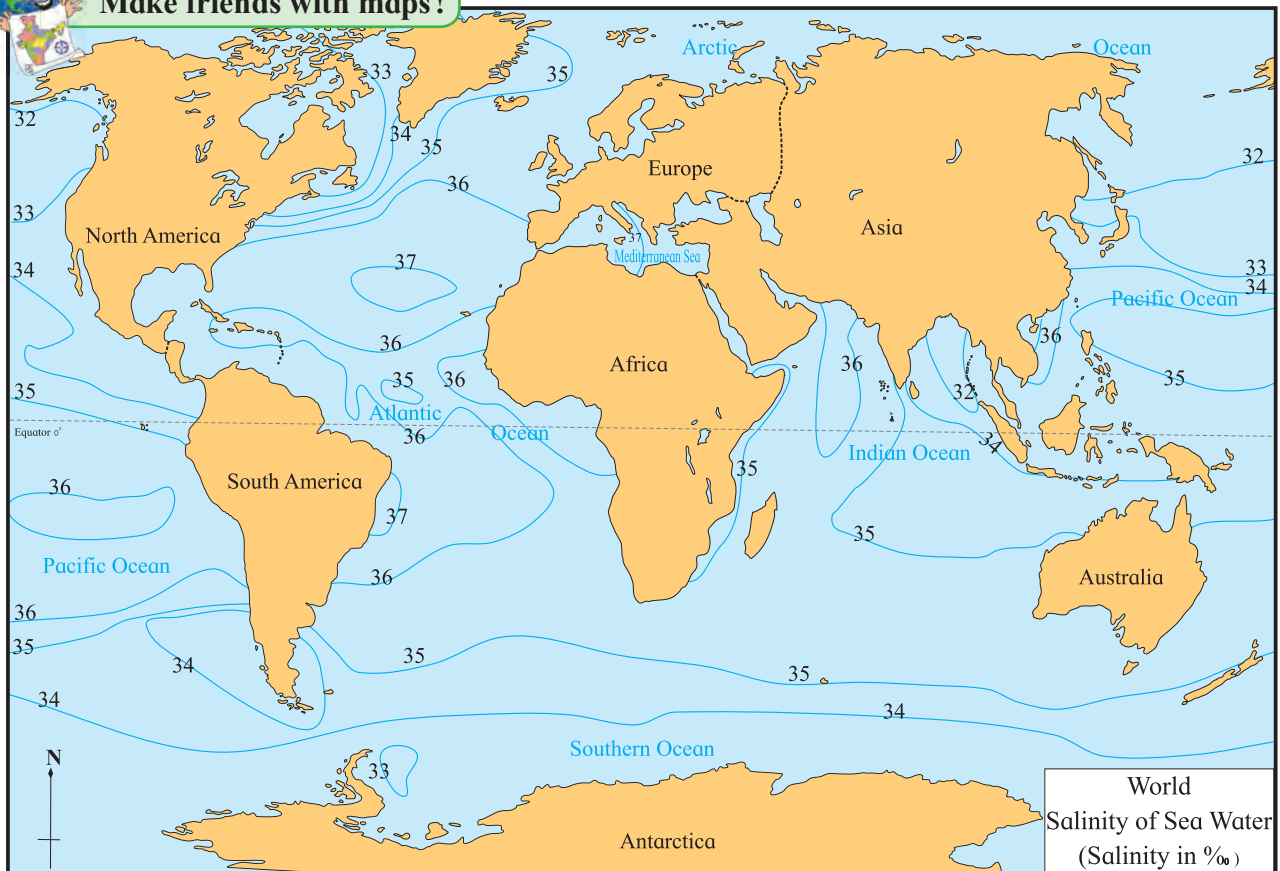 Make friends with maps!
Arctic Ocean
33
35
32
34
35
32
36
Europe
33
North America
Asia
37
Mediterranean Sea
37
34
33
34
Pacific Ocean
36
36
Africa
36
35
36
35
35
32
Atlantic
Equator 0°
36
Ocean
34
Indian Ocean
35
South America
36
37
35
Pacific Ocean
36
Australia
36
35
34
35
35
34
34
Southern Ocean
N
33
World
Salinity of Sea Water
(Salinity in ‰)
Antarctica